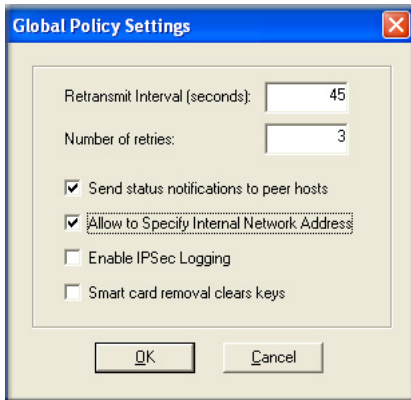 Global Policy Settings
Retransmit Interval (seconds): 45
Number of retries: 3
Send status notifications to peer hosts
Allow to Specify Internal Network Address
Enable IPSec Logging
Smart card removal clears keys
OK Cancel